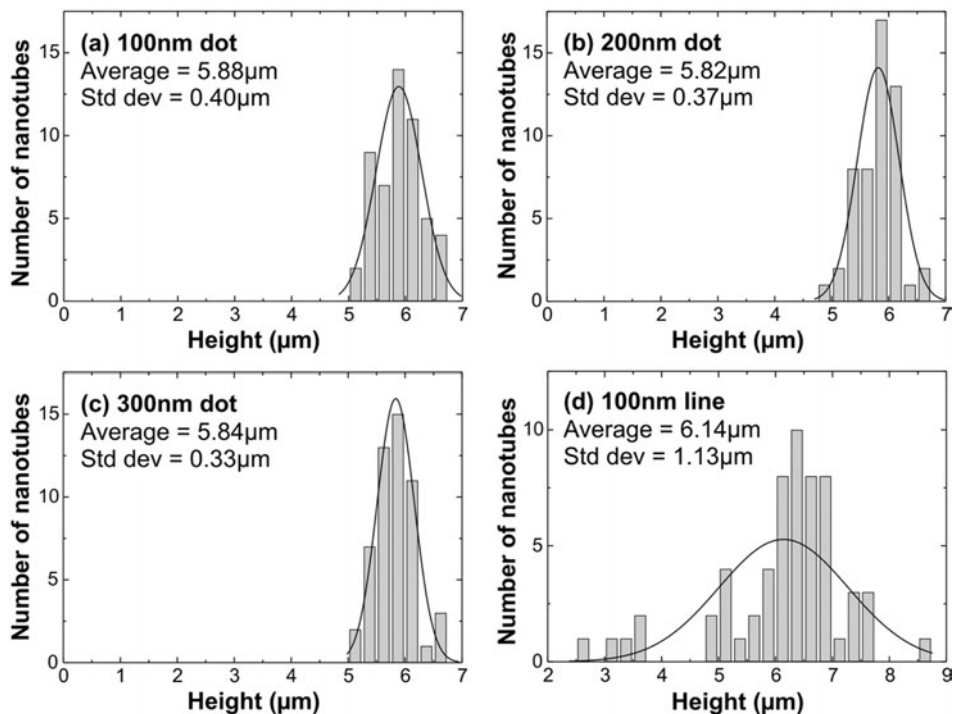 (a) 100nm dot
Average = 5.88µm
Std dev = 0.40µm
Number of nanotubes
15
10
5
0
0 1 2 3 4 5 6 7
Height (µm)
(b) 200nm dot
Average = 5.82µm
Std dev = 0.37µm
Number of nanotubes
15
10
5
0
0 1 2 3 4 5 6 7
Height (µm)
(c) 300nm dot
Average = 5.84µm
Std dev = 0.33µm
Number of nanotubes
15
10
5
0
0 1 2 3 4 5 6 7
Height (µm)
(d) 100nm line
Average = 6.14µm
Std dev = 1.13µm
Number of nanotubes
10
5
0
2 3 4 5 6 7 8 9
Height (µm)